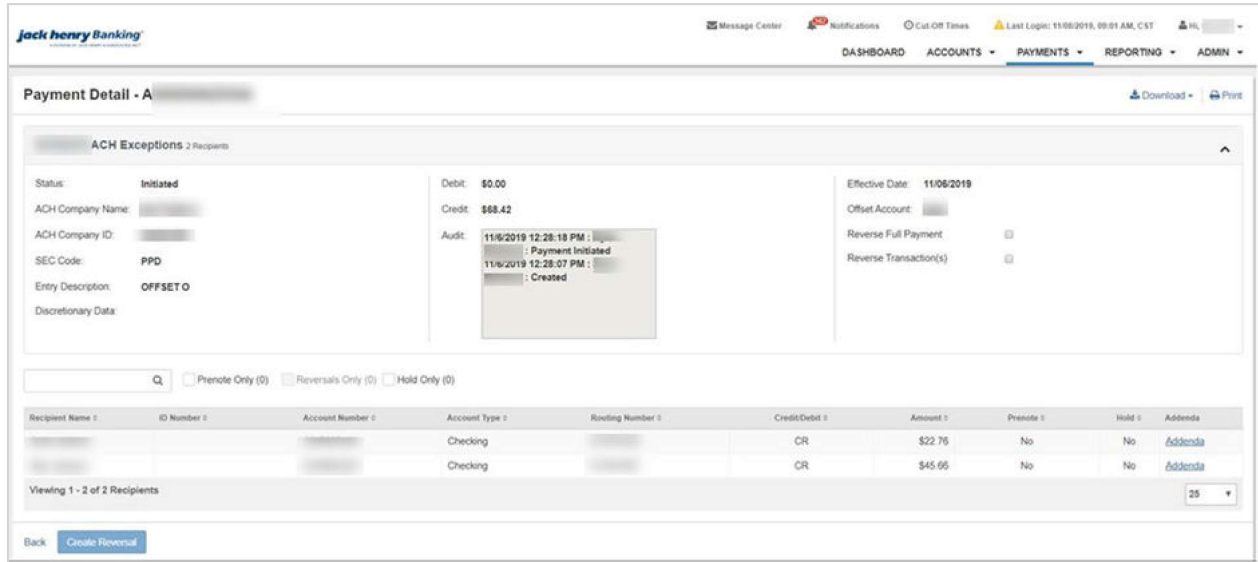 Message Center Notifications Cut-Off Times Last Login: 11/08/2019, 09:01 AM, CST Hi,
jack henry Banking
DASHBOARD ACCOUNTS PAYMENTS REPORTING ADMIN
Payment Detail - A
Download Print
ACH Exceptions 2 Recipients
Status: Initiated Debit: $0.00 Effective Date: 11/06/2019
ACH Company Name: Credit: $68.42 Offset Account:
ACH Company ID: Audit: 11/6/2019 12:28:18 PM : Reverse Full Payment
: Payment Initiated
SEC Code: PPD 11/6/2019 12:28:07 PM : Reverse Transaction(s)
: Created
Entry Description: OFFSET O
Discretionary Data:
Prenote Only (0) Reversals Only (0) Hold Only (0)
Recipient Name ID Number Account Number Account Type Routing Number Credit/Debit Amount Prenote Hold Addenda
Checking CR $22.76 No No Addenda
Checking CR $45.66 No No Addenda
Viewing 1 - 2 of 2 Recipients 25
Back Create Reversal